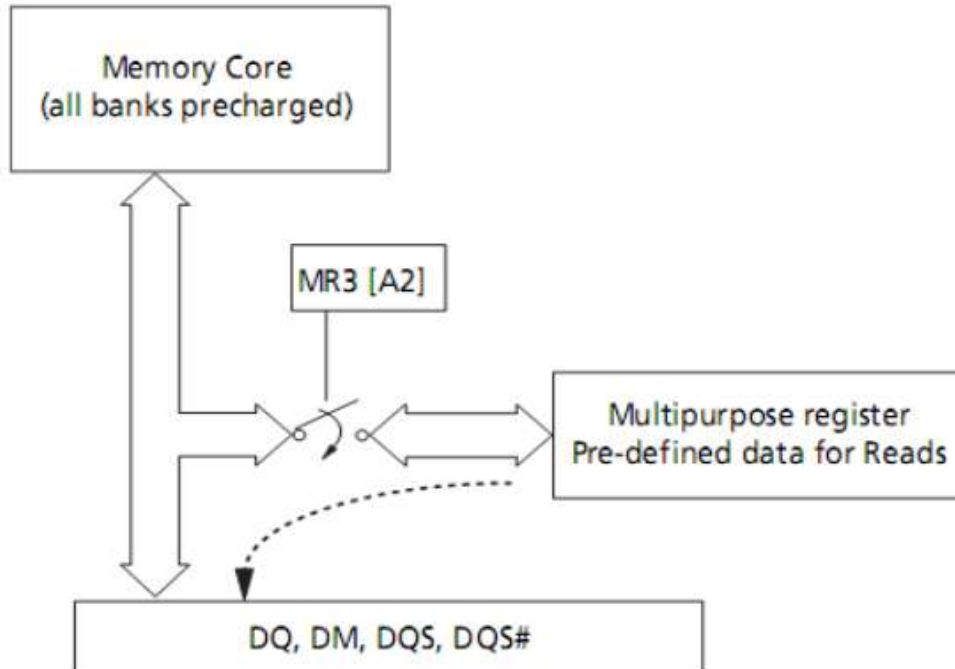 Memory Core
(all banks precharged)
MR3 [A2]
Multipurpose register
Pre-defined data for Reads
DQ, DM, DQS, DQS#